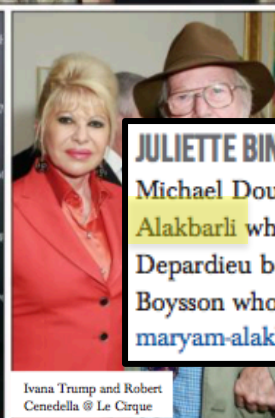 JULIETTE BIN
Michael Dou
Alakbarli wh
Depardieu b
Boysson who
maryam-alak
Ivana Trump and Robert
Cenedella @ Le Cirque